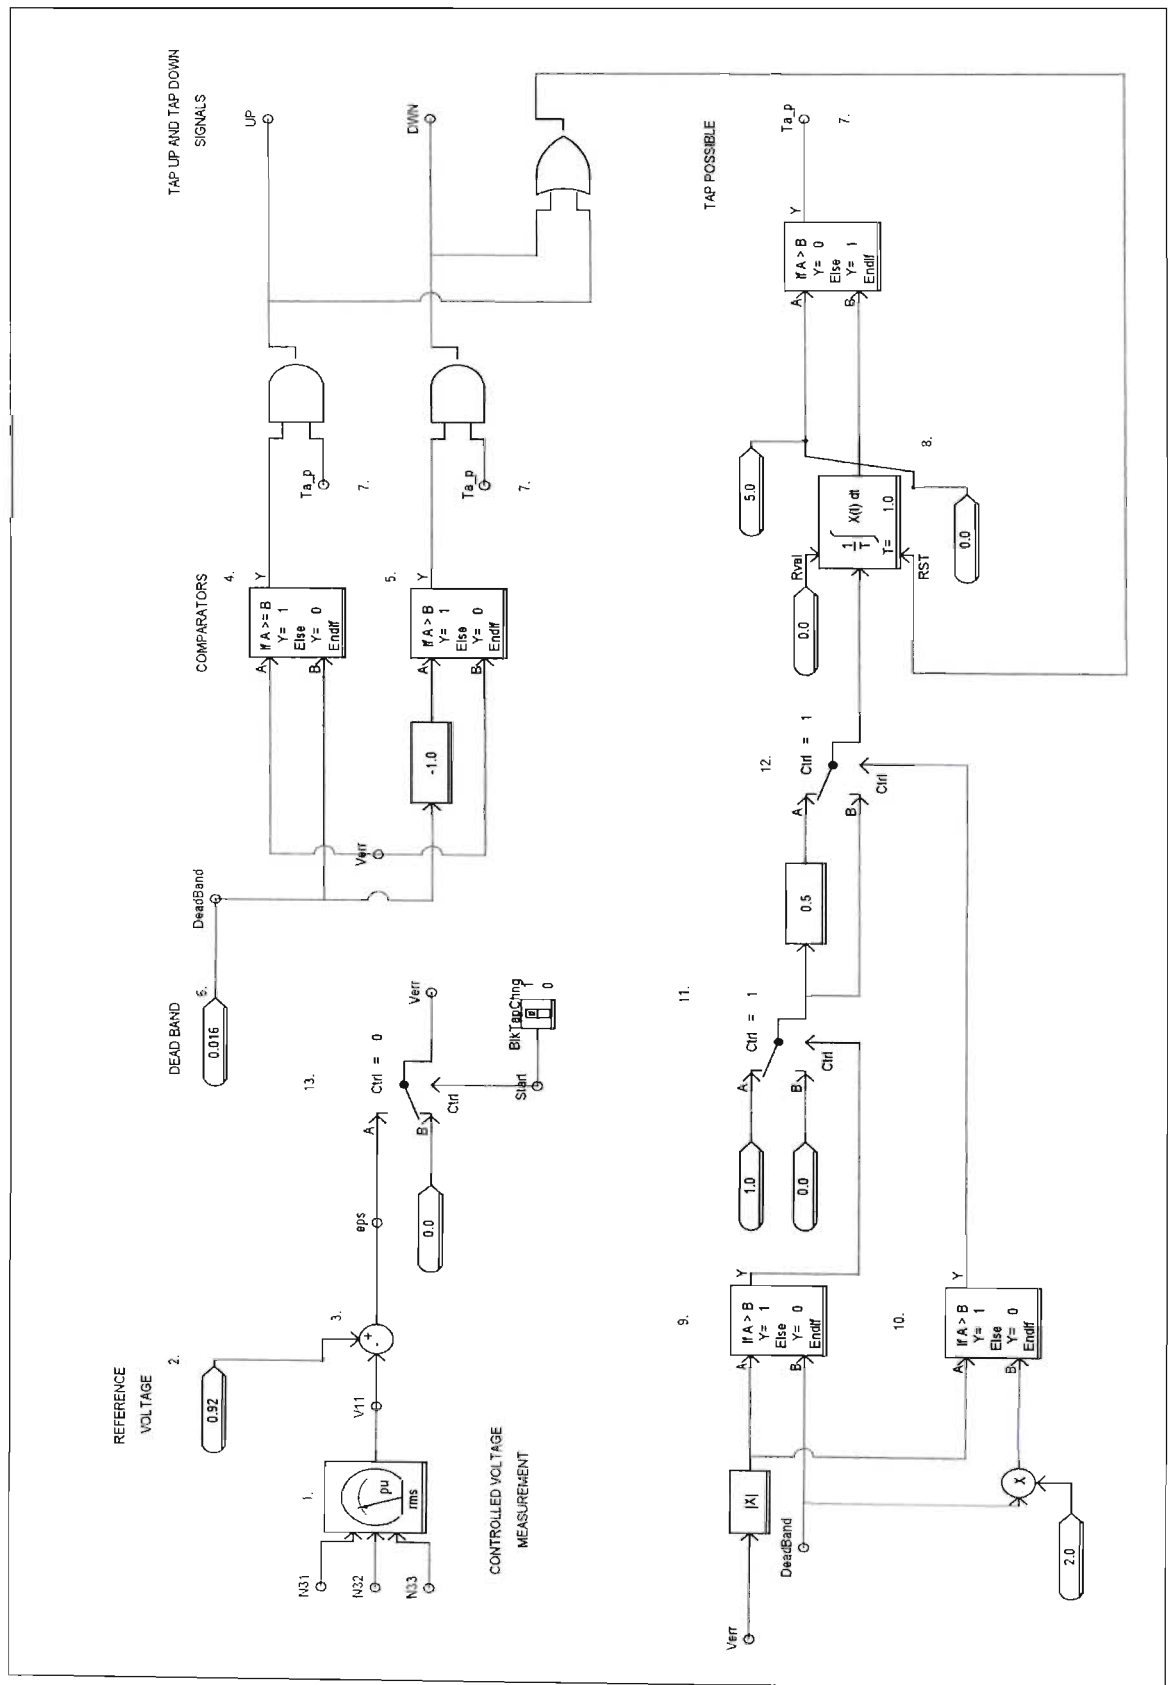 REFERENCE
VOLTAGE
2.
0.92
3.
1.
N31
N32
N33
pu
rms
V11
+
-
CONTROLLED VOLTAGE
MEASUREMENT
eps
0.0
13.
A
B
Ctrl = 0
Ctrl
Verr
Start
BlkTapChng
1
0
DEAD BAND
6.
0.016
DeadBand
Verr
COMPARATORS
4.
A
B
If A >= B
Y= 1
Else
Y= 0
EndIf
Y
-1.0
5.
A
B
If A > B
Y= 1
Else
Y= 0
EndIf
Y
Ta_p
7.
Ta_p
7.
TAP UP AND TAP DOWN
SIGNALS
UP
DWN
Verr
|X|
DeadBand
X
2.0
9.
A
B
If A > B
Y= 1
Else
Y= 0
EndIf
Y
10.
A
B
If A > B
Y= 1
Else
Y= 0
EndIf
Y
1.0
0.0
11.
A
B
Ctrl = 1
Ctrl
0.5
12.
A
B
Ctrl = 1
Ctrl
0.0
Rval
1
T
X(t) dt
T= 1.0
RST
5.0
0.0
8.
A
B
If A > B
Y= 0
Else
Y= 1
EndIf
Y
TAP POSSIBLE
Ta_p
7.